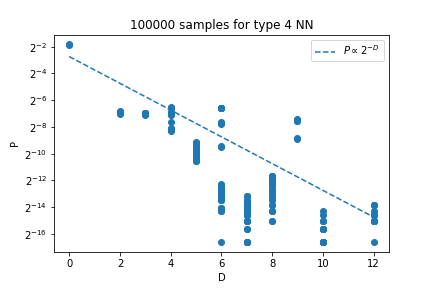 100000 samples for type 4 NN
P ∝ 2^{-D}
2^{-2}
2^{-4}
2^{-6}
2^{-8}
2^{-10}
2^{-12}
2^{-14}
2^{-16}
P
0 2 4 6 8 10 12
D